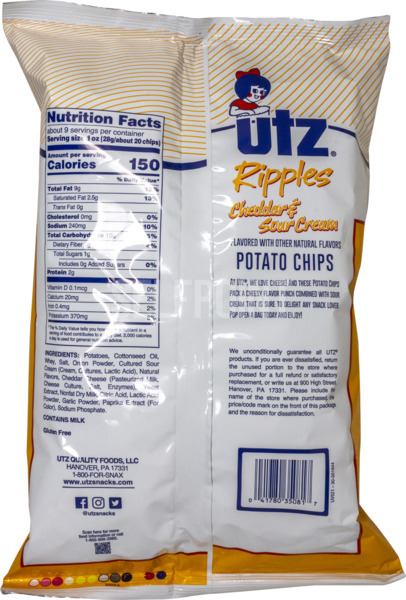 Nutrition Facts
about 9 servings per container
Serving size 1 oz (28g/about 20 chips)
Amount per serving
Calories 150
% Daily Value*
Total Fat 9g
Saturated Fat 2.5g
Trans Fat 0g
Cholesterol 0mg 0%
Sodium 240mg 10%
Total Carbohydrate
Dietary Fiber
Total Sugars 1g
Includes 0g Added Sugars 0%
Protein 2g
Vitamin D 0.1mcg 0%
Calcium 20mg 2%
Iron 0.4mg 2%
Potassium 370mg
INGREDIENTS: Potatoes, Cottonseed Oil,
Whey, Salt, Onion Powder, Cultured Sour
Cream (Cream, Cultures, Lactic Acid), Natural
Flavors, Cheddar Cheese (Pasteurized Milk,
Cheese Culture, Salt, Enzymes), Yeast
Extract, Nonfat Dry Milk, Citric Acid, Lactic Acid
Powder, Garlic Powder, Paprika Extract (For
Color), Sodium Phosphate.
CONTAINS MILK
Gluten Free
UTZ QUALITY FOODS, LLC
HANOVER, PA 17331
1-800-FOR-SNAX
www.utzsnacks.com
@utzsnacks
Scan here for more
food information or call
UTZ®
Ripples
Cheddar &
Sour Cream
FLAVORED WITH OTHER NATURAL FLAVORS
POTATO CHIPS
AT UTZ®, WE LOVE CHEESE! AND THESE POTATO CHIPS
PACK A CHEESY FLAVOR PUNCH COMBINED WITH SOUR
CREAM THAT IS SURE TO DELIGHT ANY SNACK LOVER.
POP OPEN A BAG TODAY AND ENJOY!
We unconditionally guarantee all UTZ®
products. If you are ever dissatisfied, return
the unused portion to the store where
purchased for a full refund or satisfactory
replacement, or write us at 900 High Street,
Hanover, PA 17331. Please include the
name of the store where purchased, the
price/code mark on the front of this package
and the reason for dissatisfaction.
0 41780 35081 7